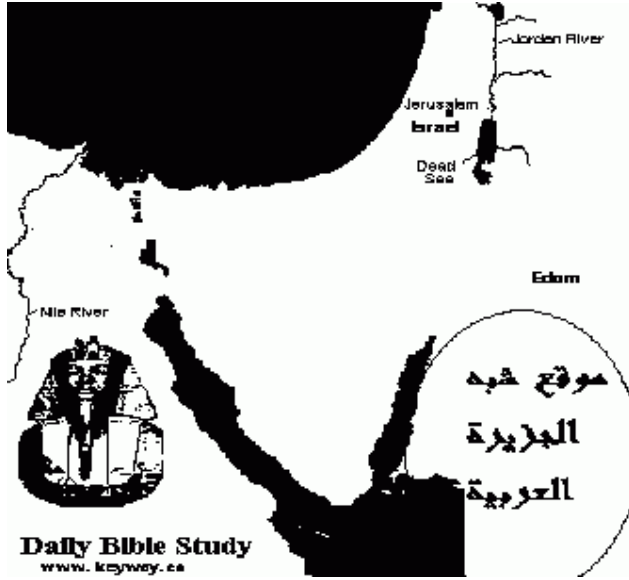 Jordan River
Jerusalem
Israel
Dead
Sea
Edom
Nile River
موقع شبه
الجزيرة
العربية
Daily Bible Study
www. keyway.ca